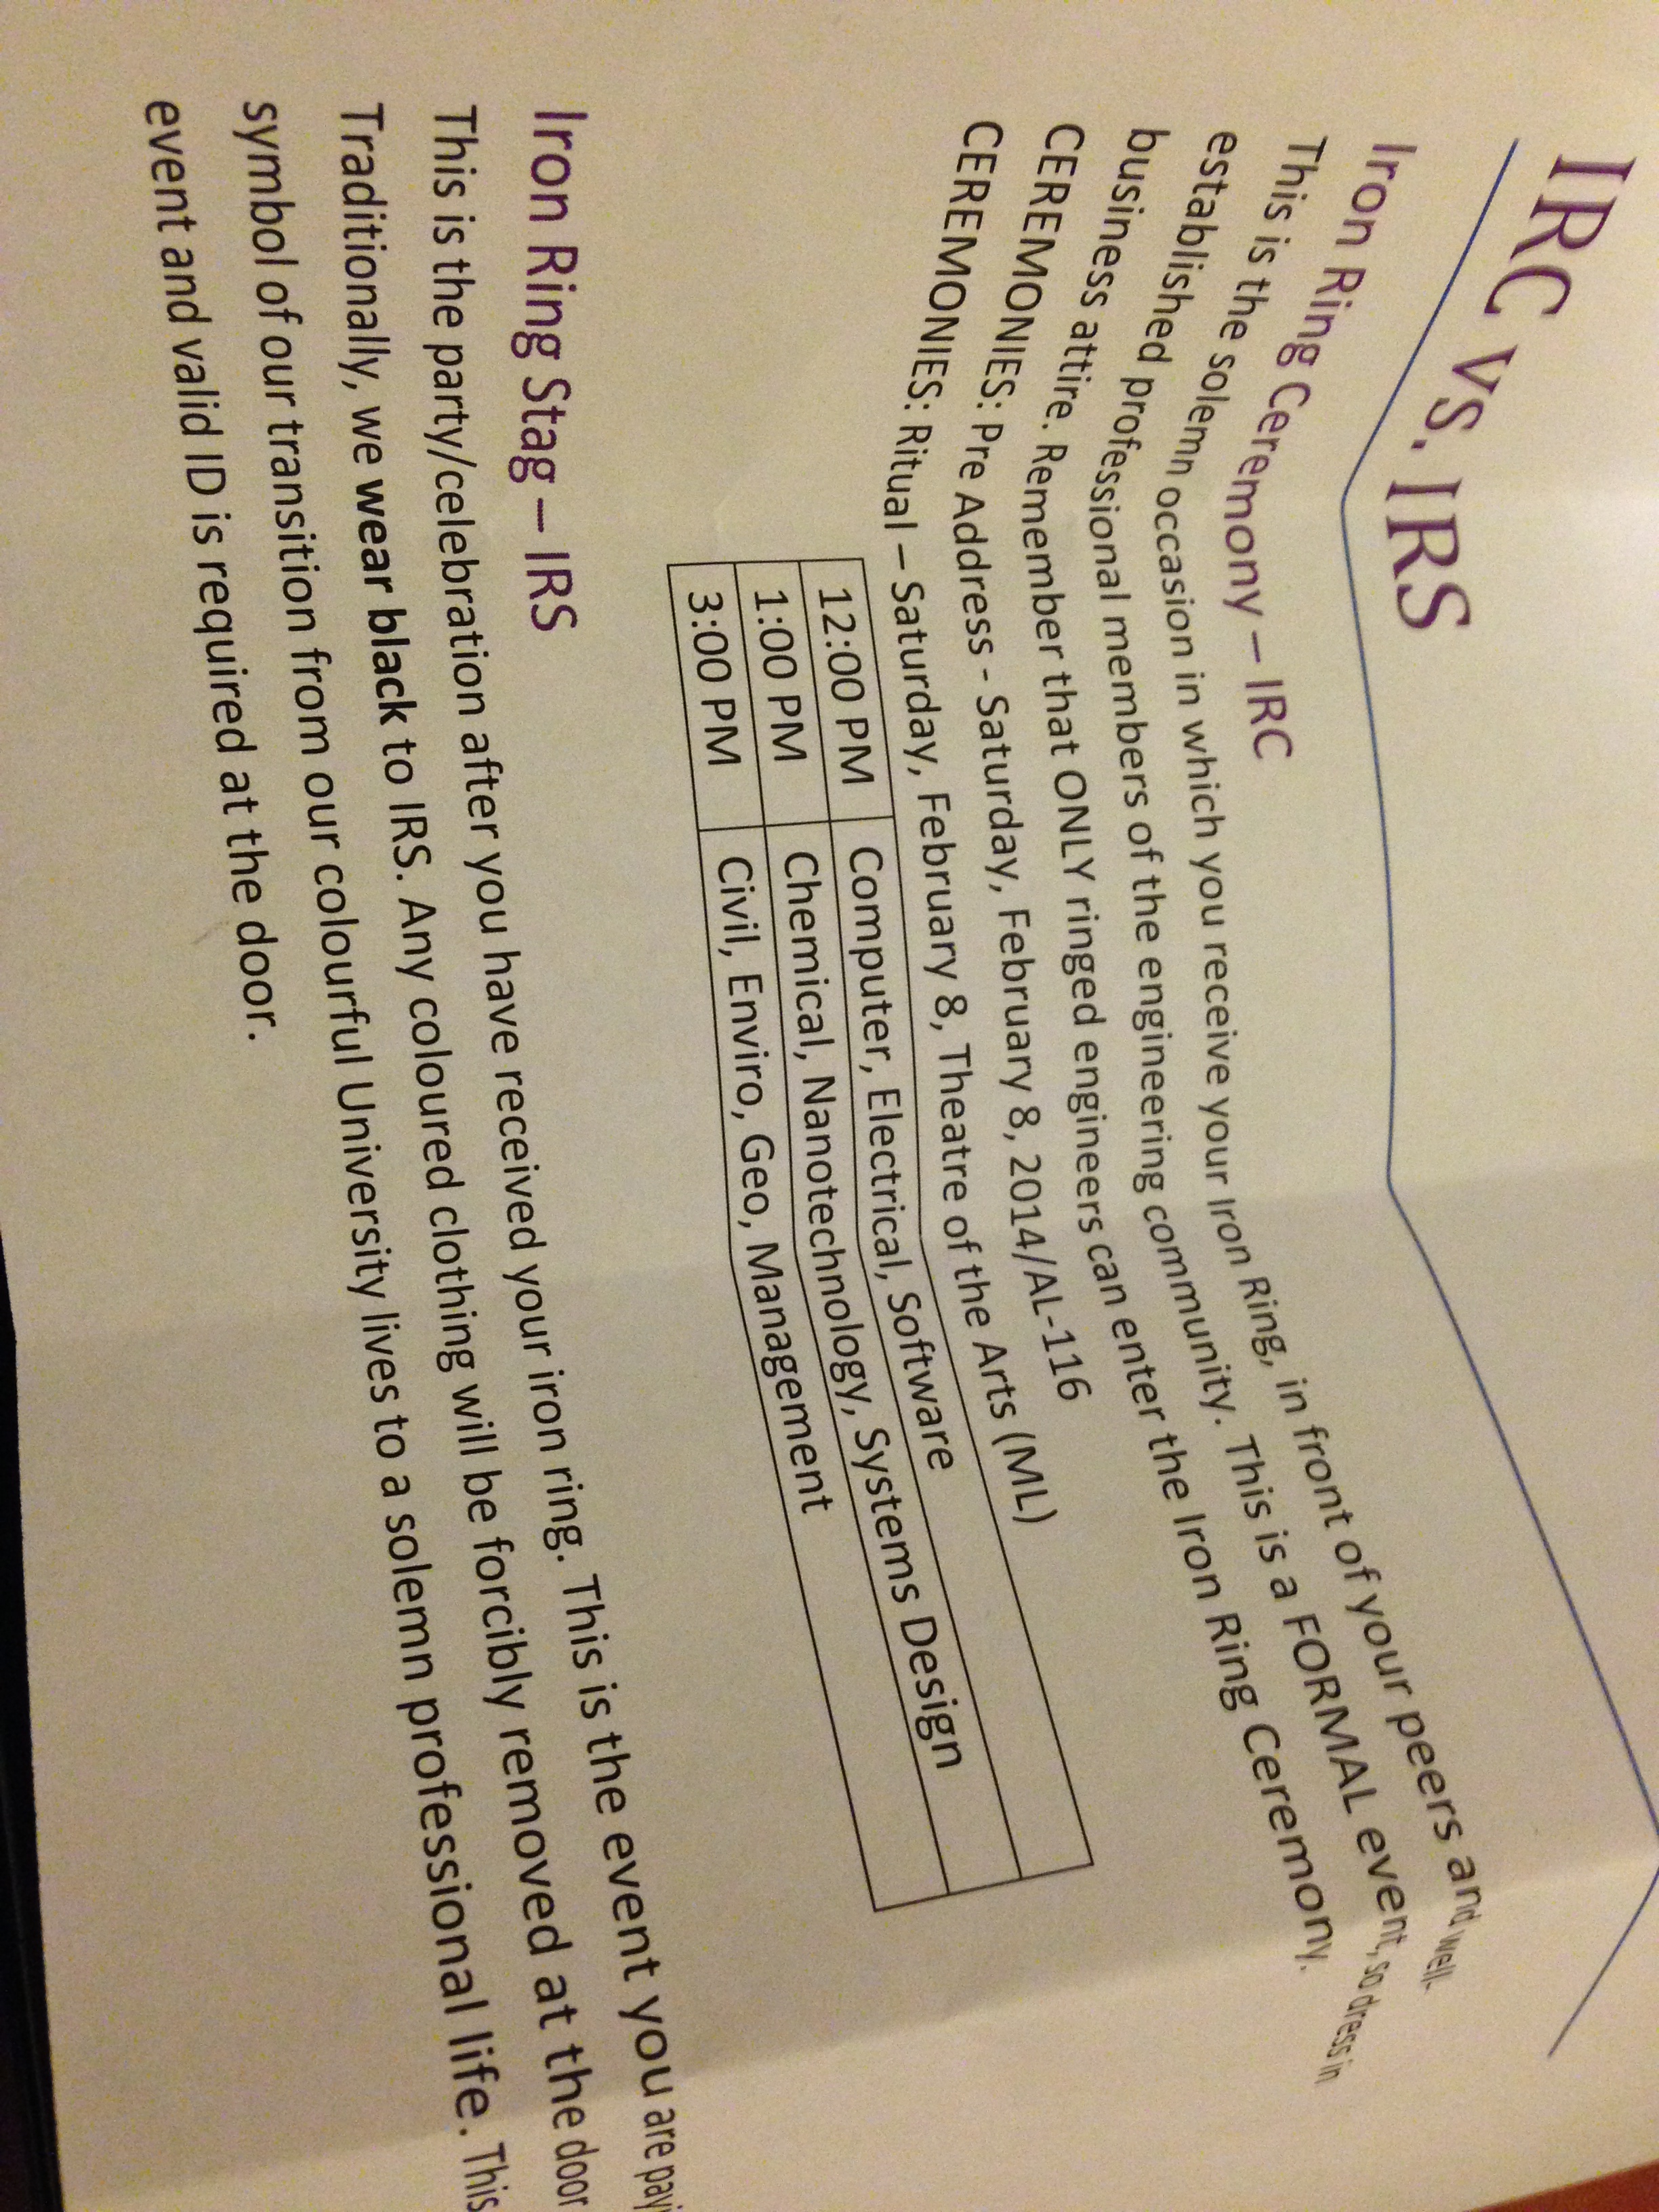 IRC vs. IRS
Iron Ring Ceremony – IRC
This is the solemn occasion in which you receive your Iron Ring, in front of your peers and well-
established professional members of the engineering community. This is a FORMAL event, so dress in
business attire. Remember that ONLY ringed engineers can enter the Iron Ring Ceremony.
CEREMONIES: Pre Address - Saturday, February 8, 2014/AL-116
CEREMONIES: Ritual – Saturday, February 8, Theatre of the Arts (ML)
12:00 PM Computer, Electrical, Software
1:00 PM Chemical, Nanotechnology, Systems Design
3:00 PM Civil, Enviro, Geo, Management
Iron Ring Stag – IRS
This is the party/celebration after you have received your iron ring. This is the event you are payi
Traditionally, we wear black to IRS. Any coloured clothing will be forcibly removed at the door
symbol of our transition from our colourful University lives to a solemn professional life. This
event and valid ID is required at the door.